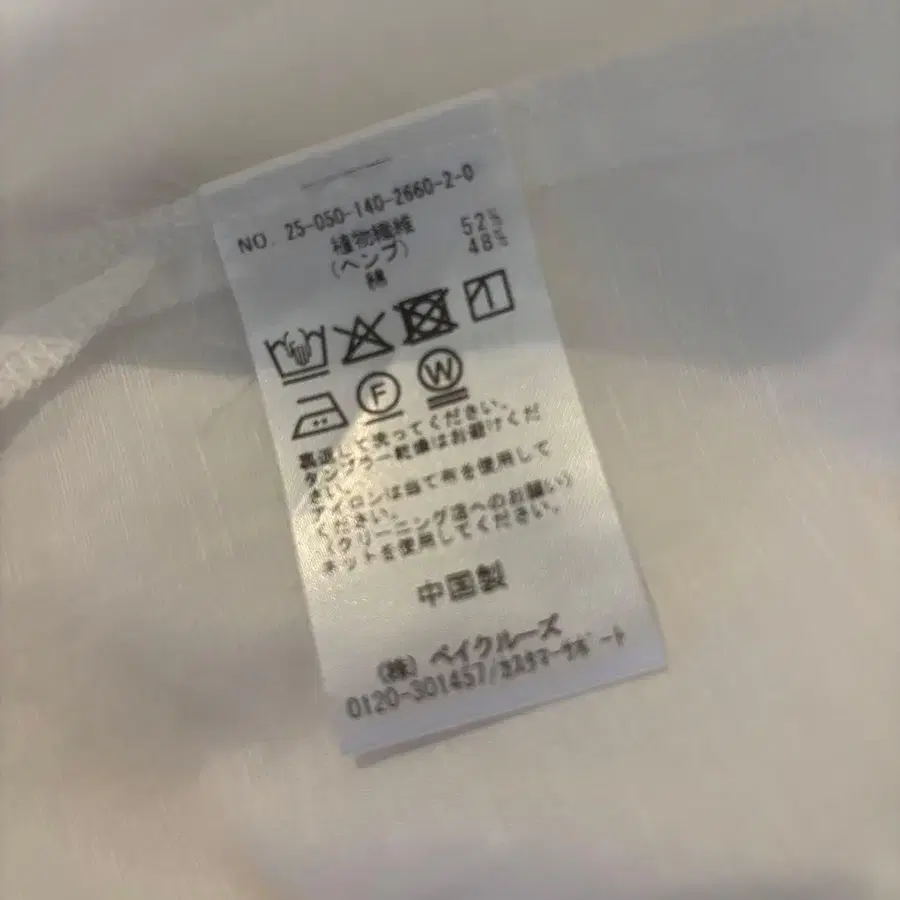 NO. 25-050-140-2660-2-0
植物繊維 52%
(ヘンプ) 48%
綿
F W
裏返して洗ってください。
タンブラー乾燥はお避けくだ
さい。
アイロンは当て布を使用して
ください。
(クリーニング店へのお願い)
ネットを使用してください。
中国製
(株) ベイクルーズ
0120-301457/カスタマーサポート